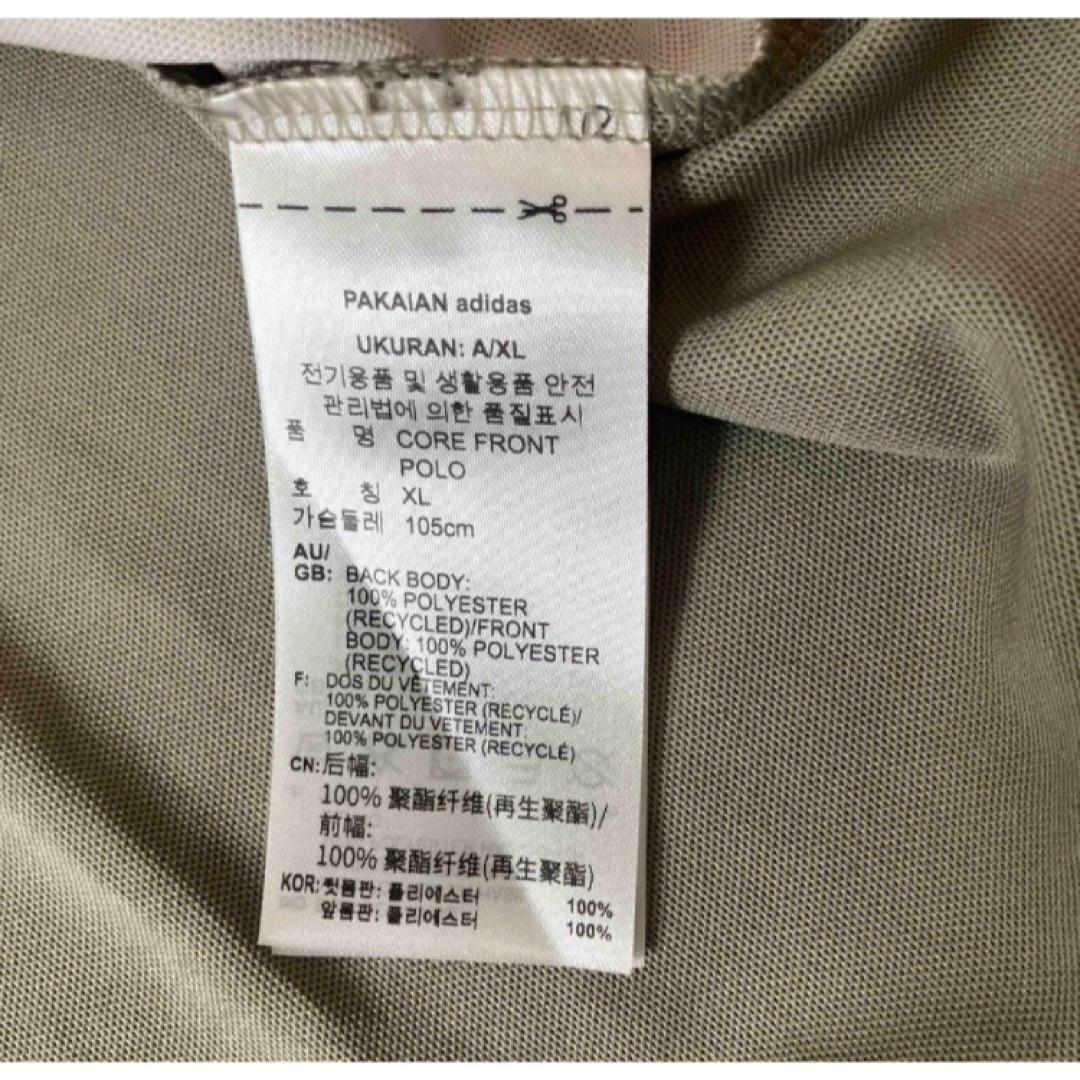 1/2
PAKAIAN adidas
UKURAN: A/XL
전기용품 및 생활용품 안전
관리법에 의한 품질표시
품 명 CORE FRONT
POLO
호 칭 XL
가슴둘레 105cm
AU/
GB: BACK BODY:
100% POLYESTER
(RECYCLED)/FRONT
BODY: 100% POLYESTER
(RECYCLED)
F: DOS DU VÊTEMENT:
100% POLYESTER (RECYCLÉ)/
DEVANT DU VETEMENT:
100% POLYESTER (RECYCLÉ)
CN:后幅:
100% 聚酯纤维(再生聚酯)/
前幅:
100% 聚酯纤维(再生聚酯)
KOR:뒷몸판: 폴리에스터 100%
앞몸판: 폴리에스터 100%